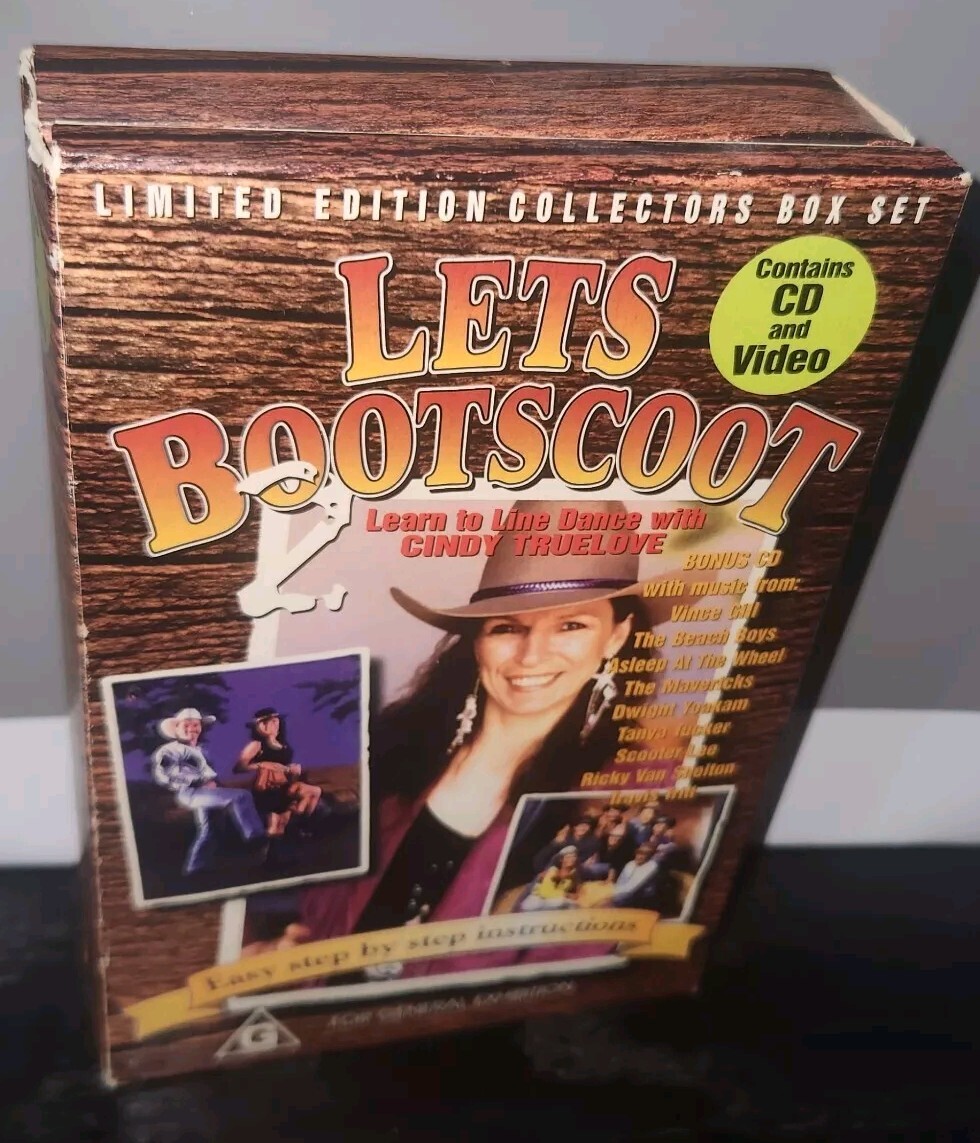 LIMITED EDITION COLLECTORS BOX SET
Contains
CD
and
Video
LETS
BOOTSCOOT
Learn to Line Dance with
CINDY TRUELOVE
BONUS CD
with music from:
Vince Gill
The Beach Boys
Asleep At The Wheel
The Mavericks
Dwight Yoakam
Tanya Tucker
Scooter Lee
Ricky Van Shelton
Travis Tritt
Easy step by step instructions
G
FOR GENERAL EXHIBITION